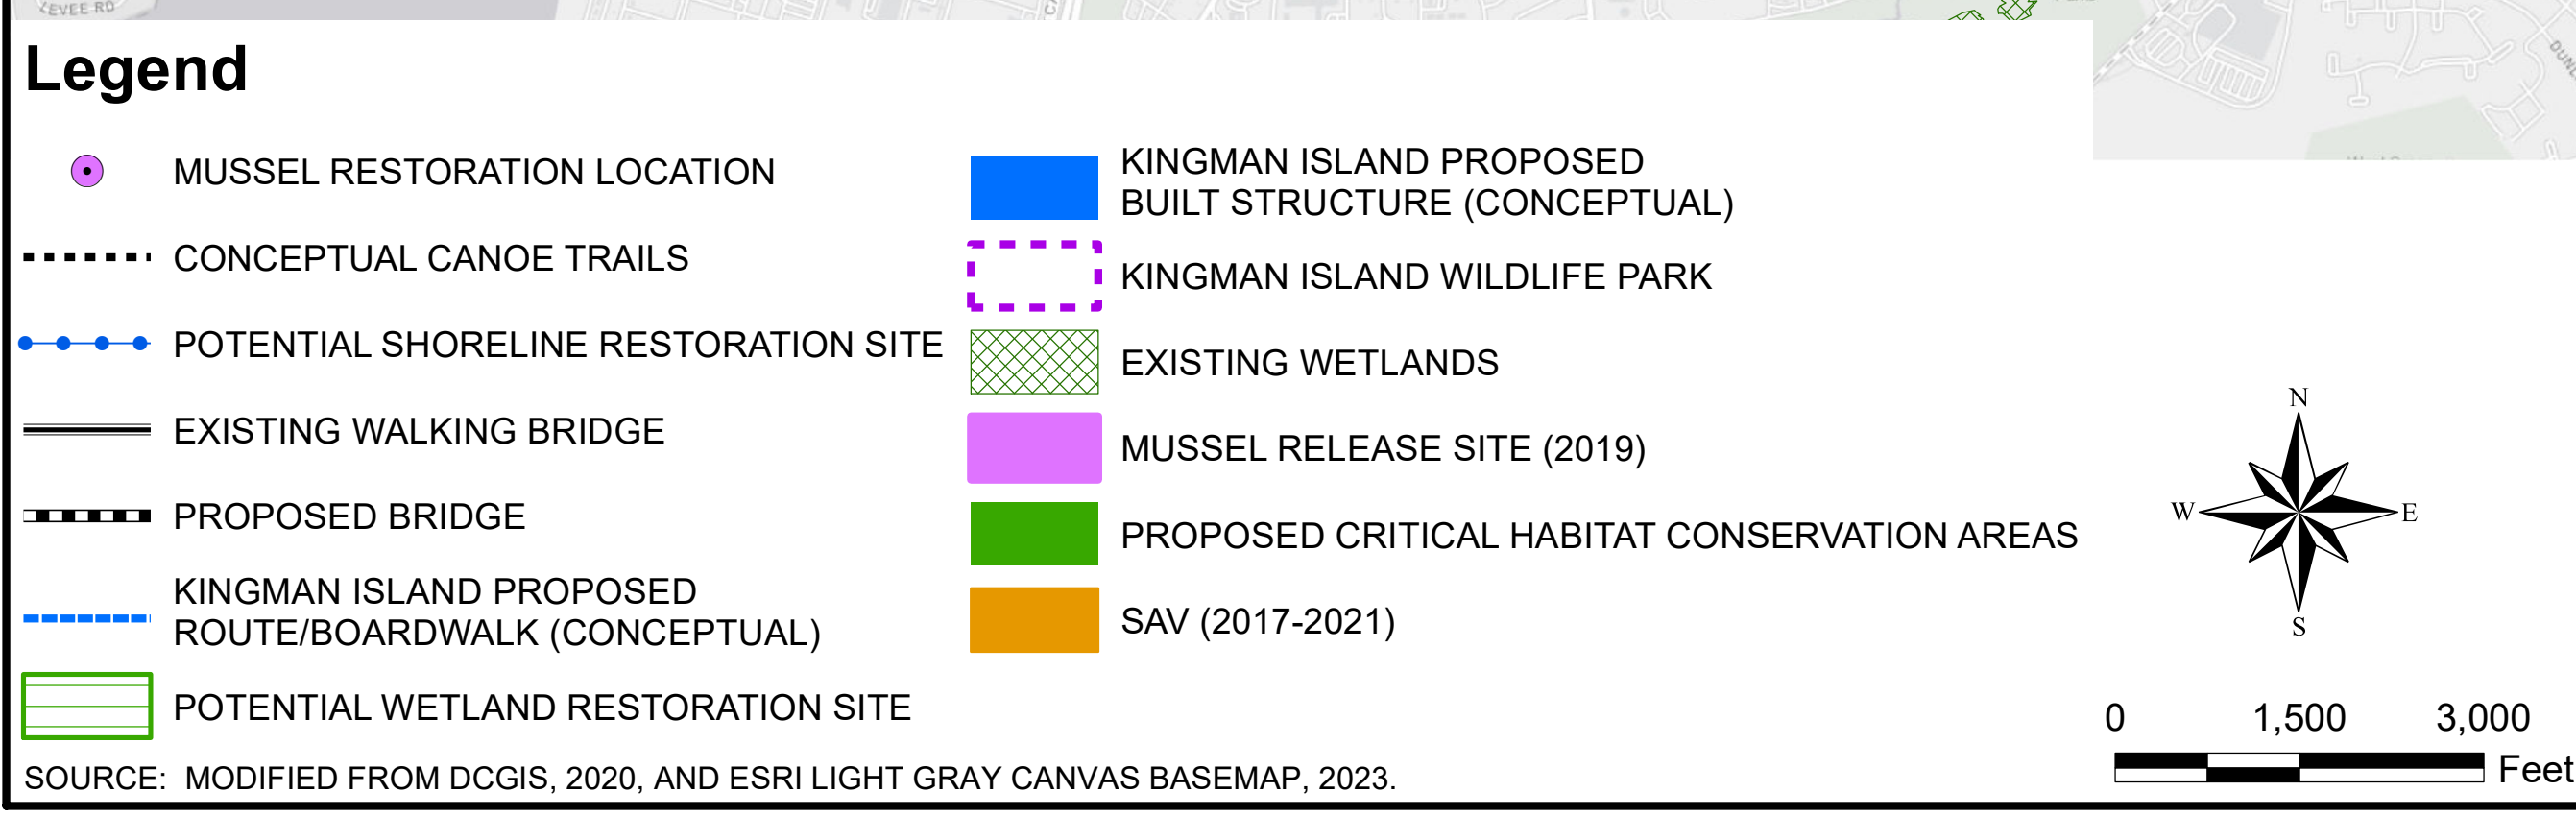 LEVEE RD
Legend
MUSSEL RESTORATION LOCATION
CONCEPTUAL CANOE TRAILS
POTENTIAL SHORELINE RESTORATION SITE
EXISTING WALKING BRIDGE
PROPOSED BRIDGE
KINGMAN ISLAND PROPOSED
ROUTE/BOARDWALK (CONCEPTUAL)
POTENTIAL WETLAND RESTORATION SITE
KINGMAN ISLAND PROPOSED
BUILT STRUCTURE (CONCEPTUAL)
KINGMAN ISLAND WILDLIFE PARK
EXISTING WETLANDS
MUSSEL RELEASE SITE (2019)
PROPOSED CRITICAL HABITAT CONSERVATION AREAS
SAV (2017-2021)
N
W E
S
0 1,500 3,000
Feet
SOURCE: MODIFIED FROM DCGIS, 2020, AND ESRI LIGHT GRAY CANVAS BASEMAP, 2023.